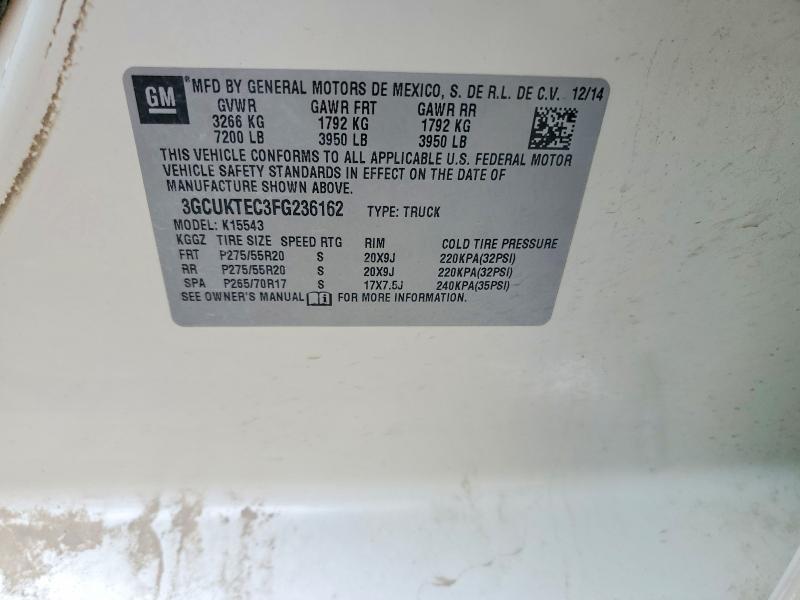 GM ® MFD BY GENERAL MOTORS DE MEXICO, S. DE R.L. DE C.V. 12/14
GVWR GAWR FRT GAWR RR
3266 KG 1792 KG 1792 KG
7200 LB 3950 LB 3950 LB
THIS VEHICLE CONFORMS TO ALL APPLICABLE U.S. FEDERAL MOTOR
VEHICLE SAFETY STANDARDS IN EFFECT ON THE DATE OF
MANUFACTURE SHOWN ABOVE.
3GCUKTEC3FG236162 TYPE: TRUCK
MODEL: K15543
KGGZ TIRE SIZE SPEED RTG RIM COLD TIRE PRESSURE
FRT P275/55R20 S 20X9J 220KPA(32PSI)
RR P275/55R20 S 20X9J 220KPA(32PSI)
SPA P265/70R17 S 17X7.5J 240KPA(35PSI)
SEE OWNER'S MANUAL FOR MORE INFORMATION.